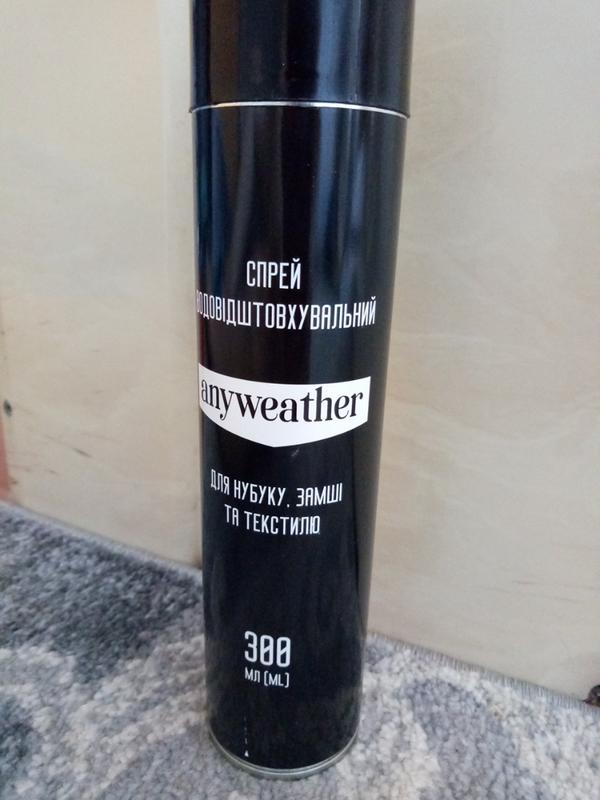 СПРЕЙ
ВОДОВІДШТОВХУВАЛЬНИЙ
anyweather
ДЛЯ НУБУКУ, ЗАМШІ
ТА ТЕКСТИЛЮ
300
МЛ (ML)